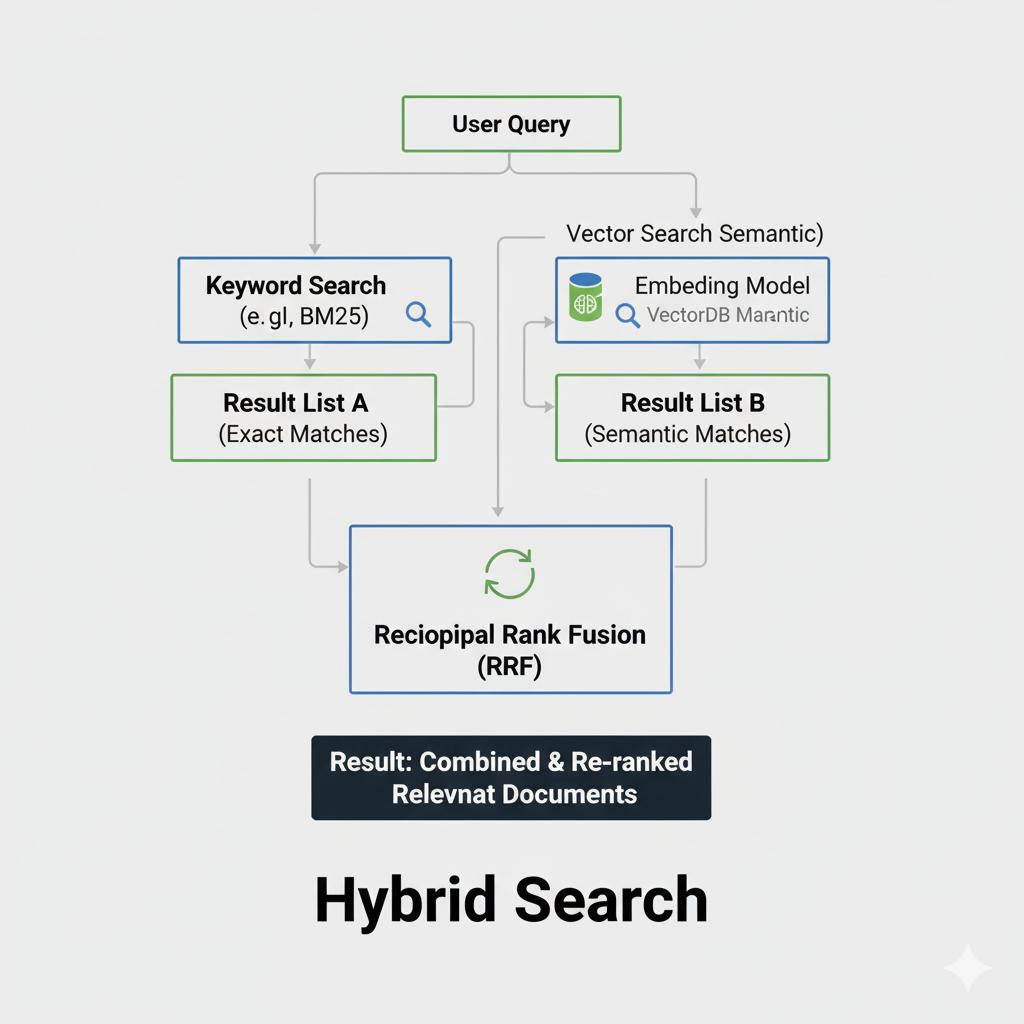 User Query
Vector Search Semantic)
Keyword Search
(e.gl, BM25)
Embeding Model
VectorDB Marantic
Result List A
(Exact Matches)
Result List B
(Semantic Matches)
Reciopipal Rank Fusion
(RRF)
Result: Combined & Re-ranked
Relevnat Documents
Hybrid Search